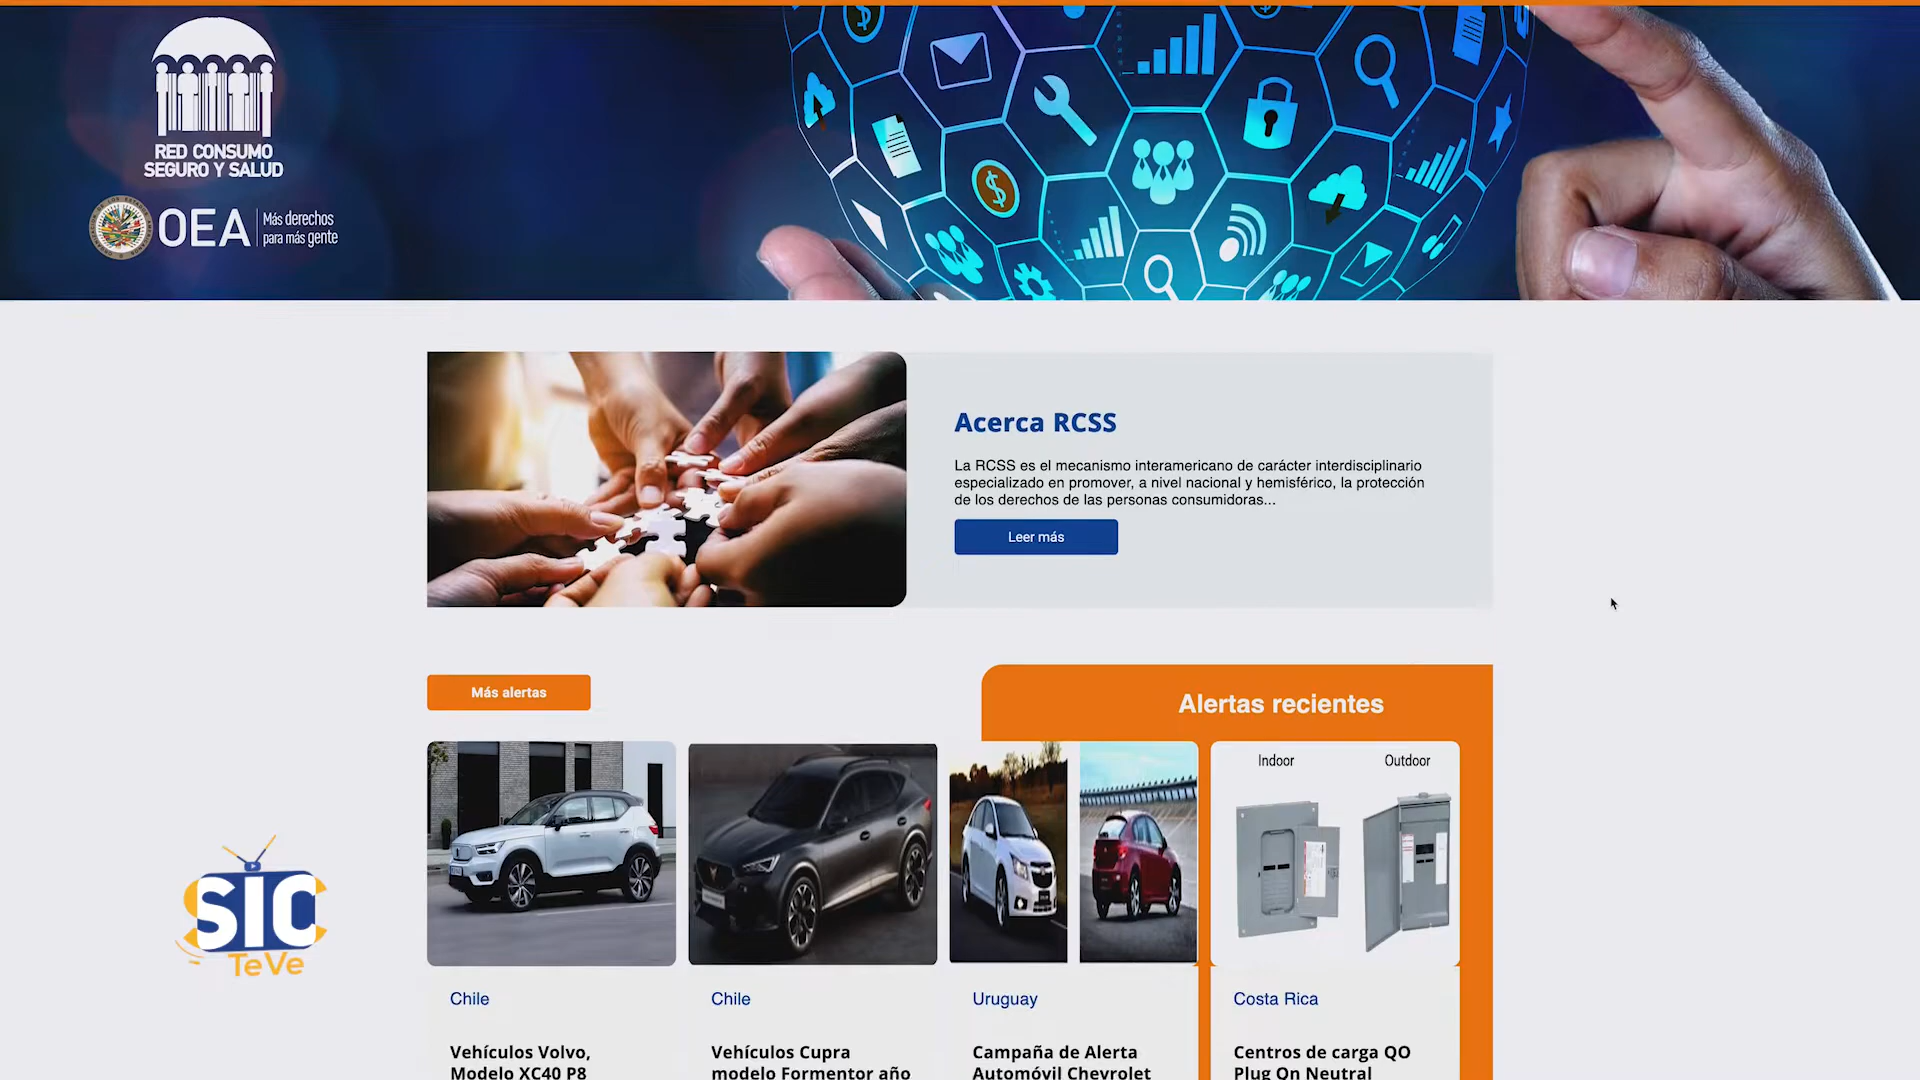 RED CONSUMO
SEGURO Y SALUD
OEA
Más derechos
para más gente
Acerca RCSS
La RCSS es el mecanismo interamericano de carácter interdisciplinario
especializado en promover, a nivel nacional y hemisférico, la protección
de los derechos de las personas consumidoras...
Leer más
Más alertas
Alertas recientes
Indoor
Outdoor
SIC
TeVe
Chile
Vehículos Volvo,
Modelo XC40 P8
Chile
Vehículos Cupra
modelo Formentor año
Uruguay
Campaña de Alerta
Automóvil Chevrolet
Costa Rica
Centros de carga QO
Plug On Neutral